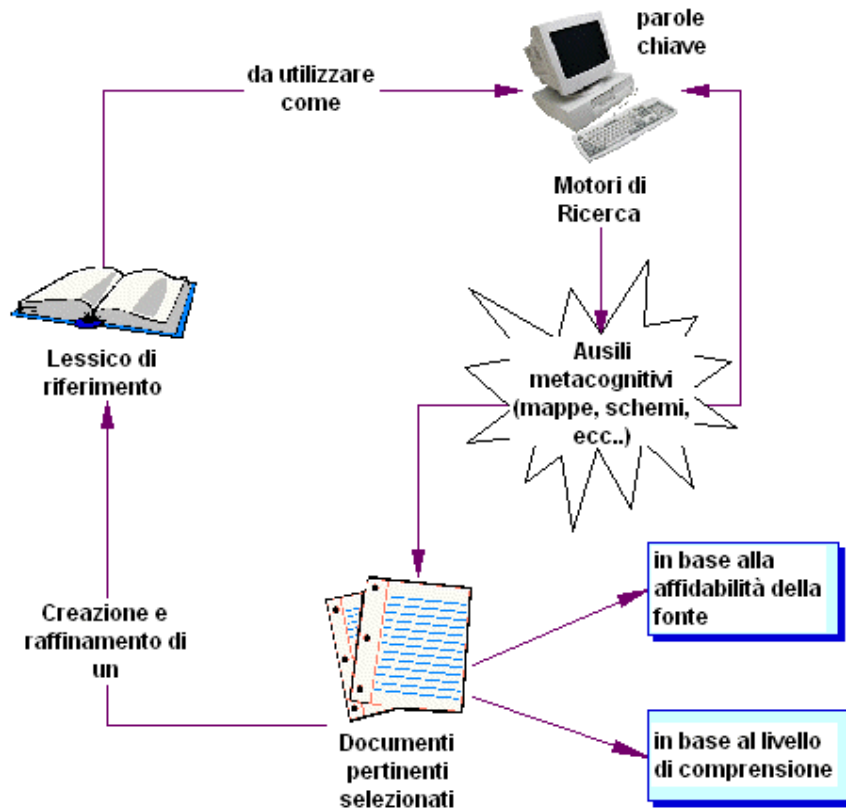 parole
chiave
da utilizzare
come
Motori di
Ricerca
Ausili
metacognitivi
(mappe, schemi,
ecc..)
Lessico di
riferimento
in base alla
affidabilità della
fonte
Creazione e
raffinamento di
un
in base al livello
di comprensione
Documenti
pertinenti
selezionati